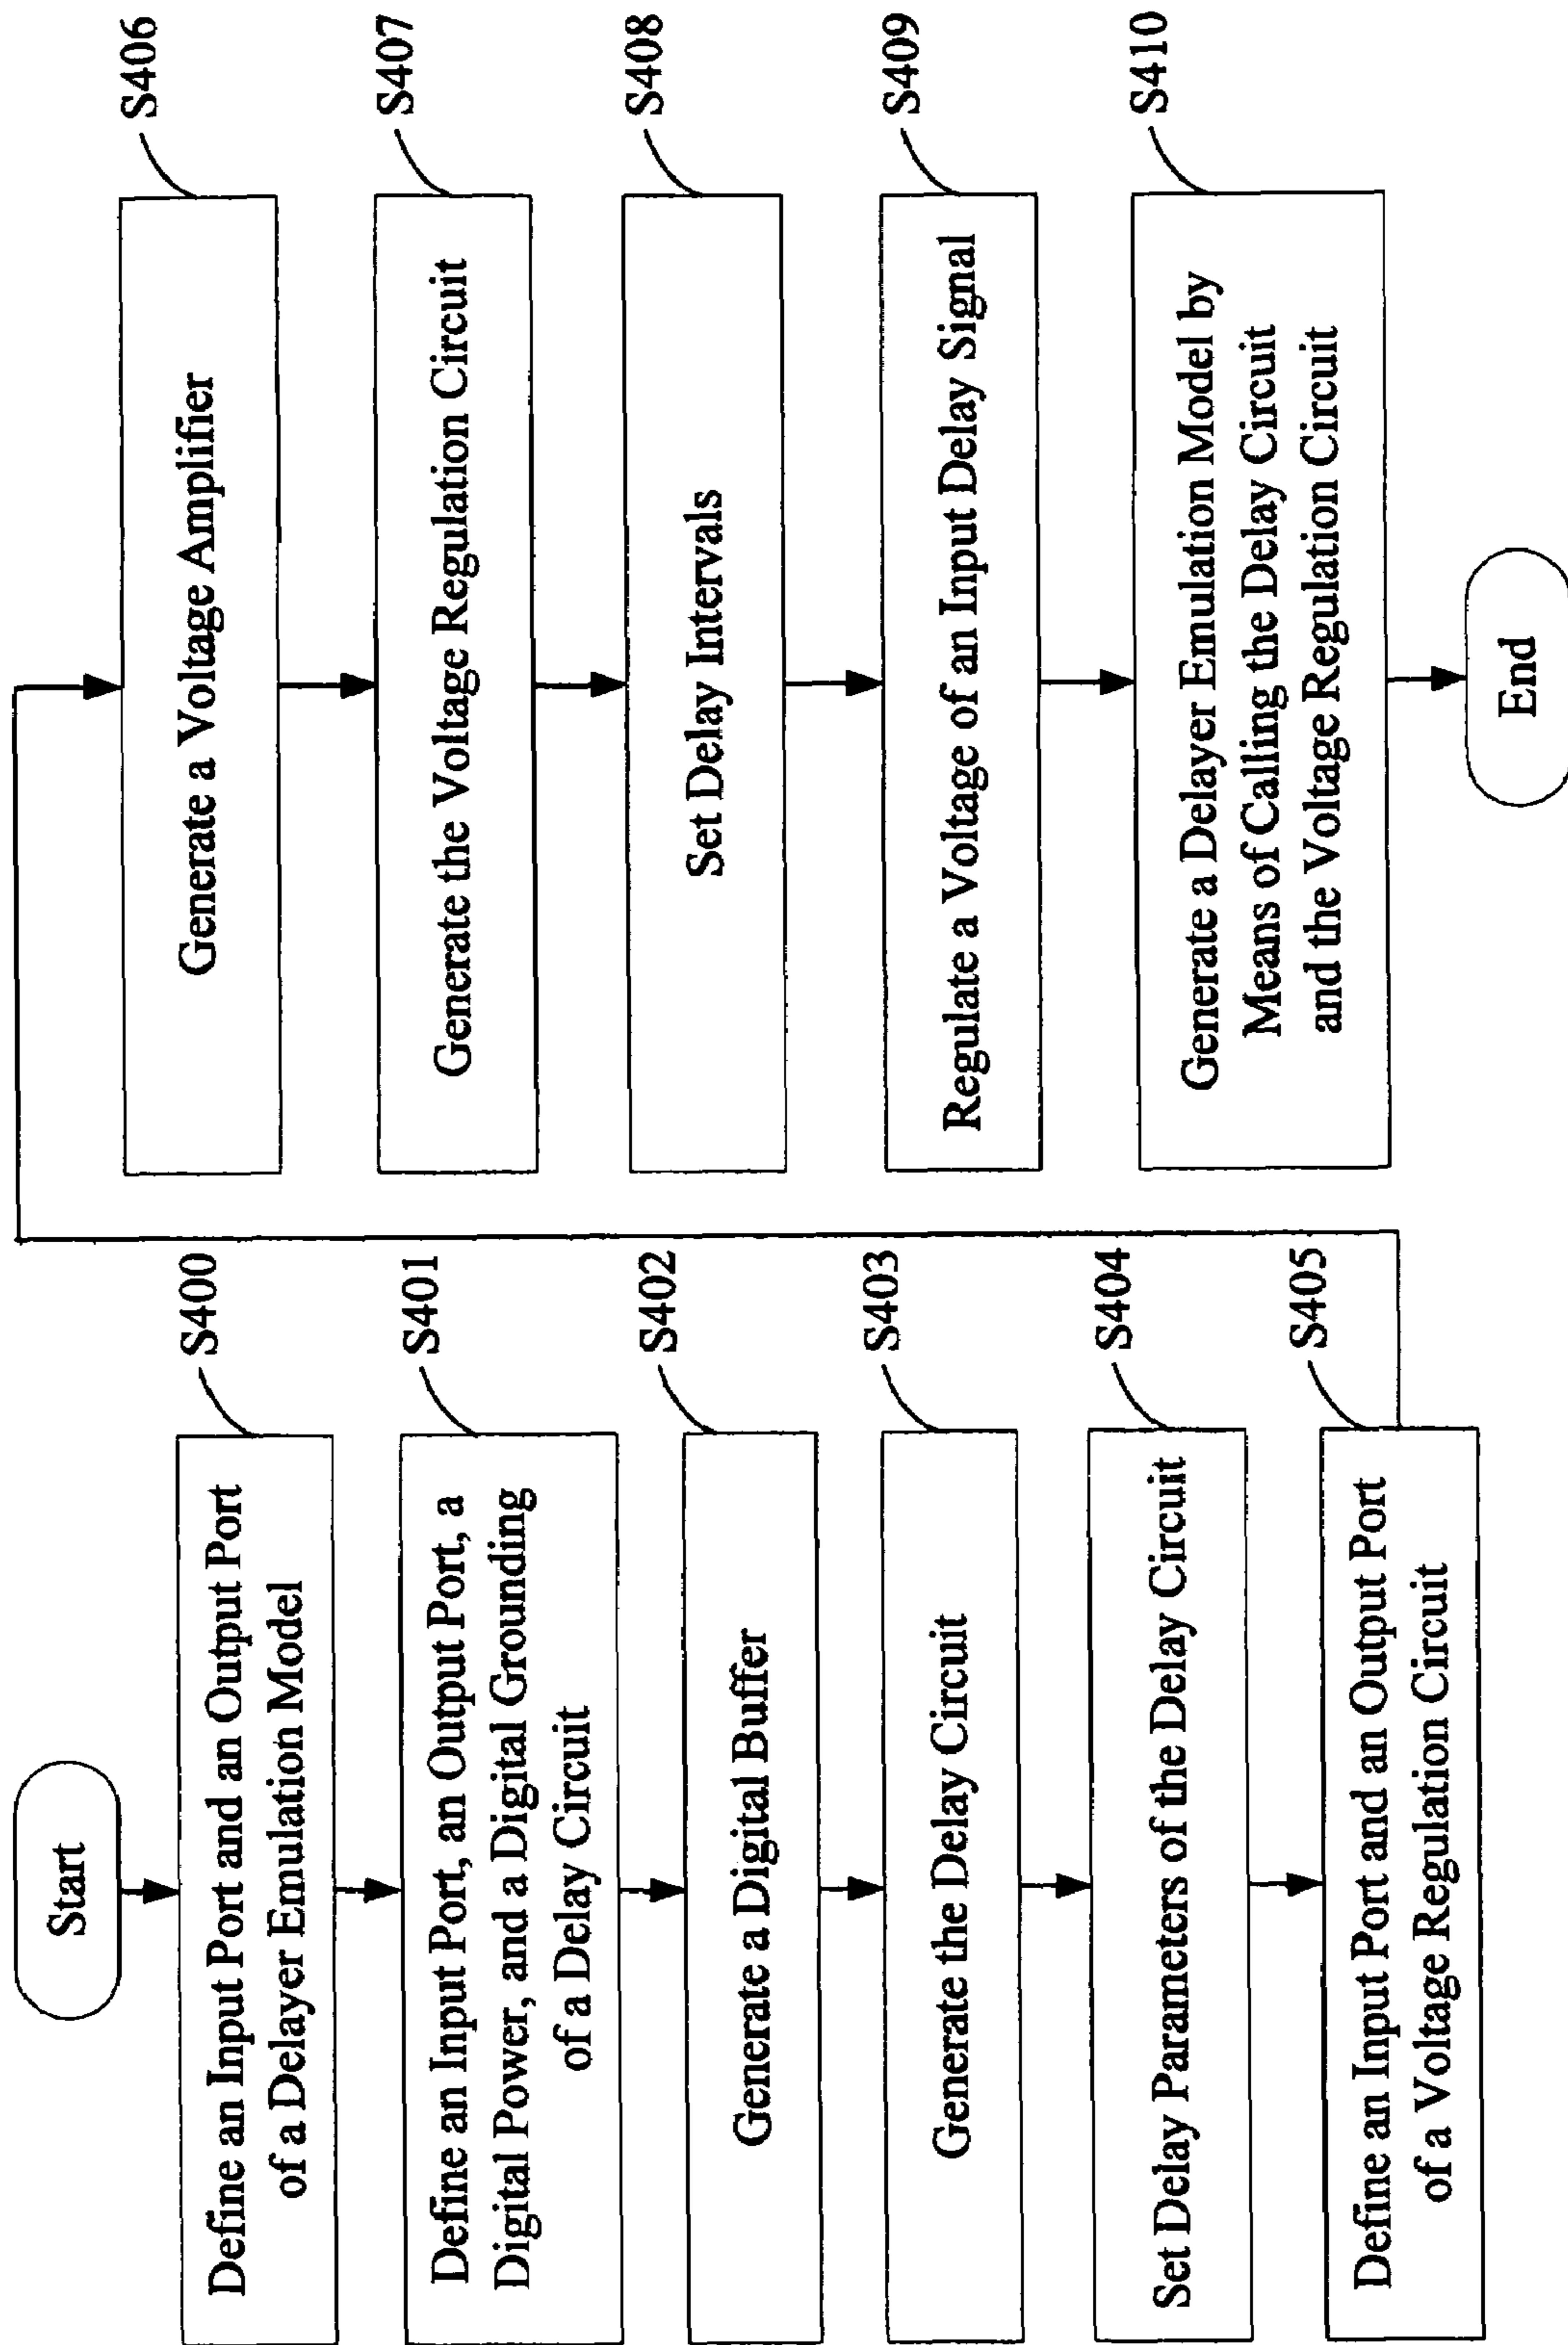 Start
Define an Input Port and an Output Port
of a Delayer Emulation Model
S400
Define an Input Port, an Output Port, a
Digital Power, and a Digital Grounding
of a Delay Circuit
S401
Generate a Digital Buffer
S402
Generate the Delay Circuit
S403
Set Delay Parameters of the Delay Circuit
S404
Define an Input Port and an Output Port
of a Voltage Regulation Circuit
S405
Generate a Voltage Amplifier
S406
Generate the Voltage Regulation Circuit
S407
Set Delay Intervals
S408
Regulate a Voltage of an Input Delay Signal
S409
Generate a Delayer Emulation Model by
Means of Calling the Delay Circuit
and the Voltage Regulation Circuit
S410
End